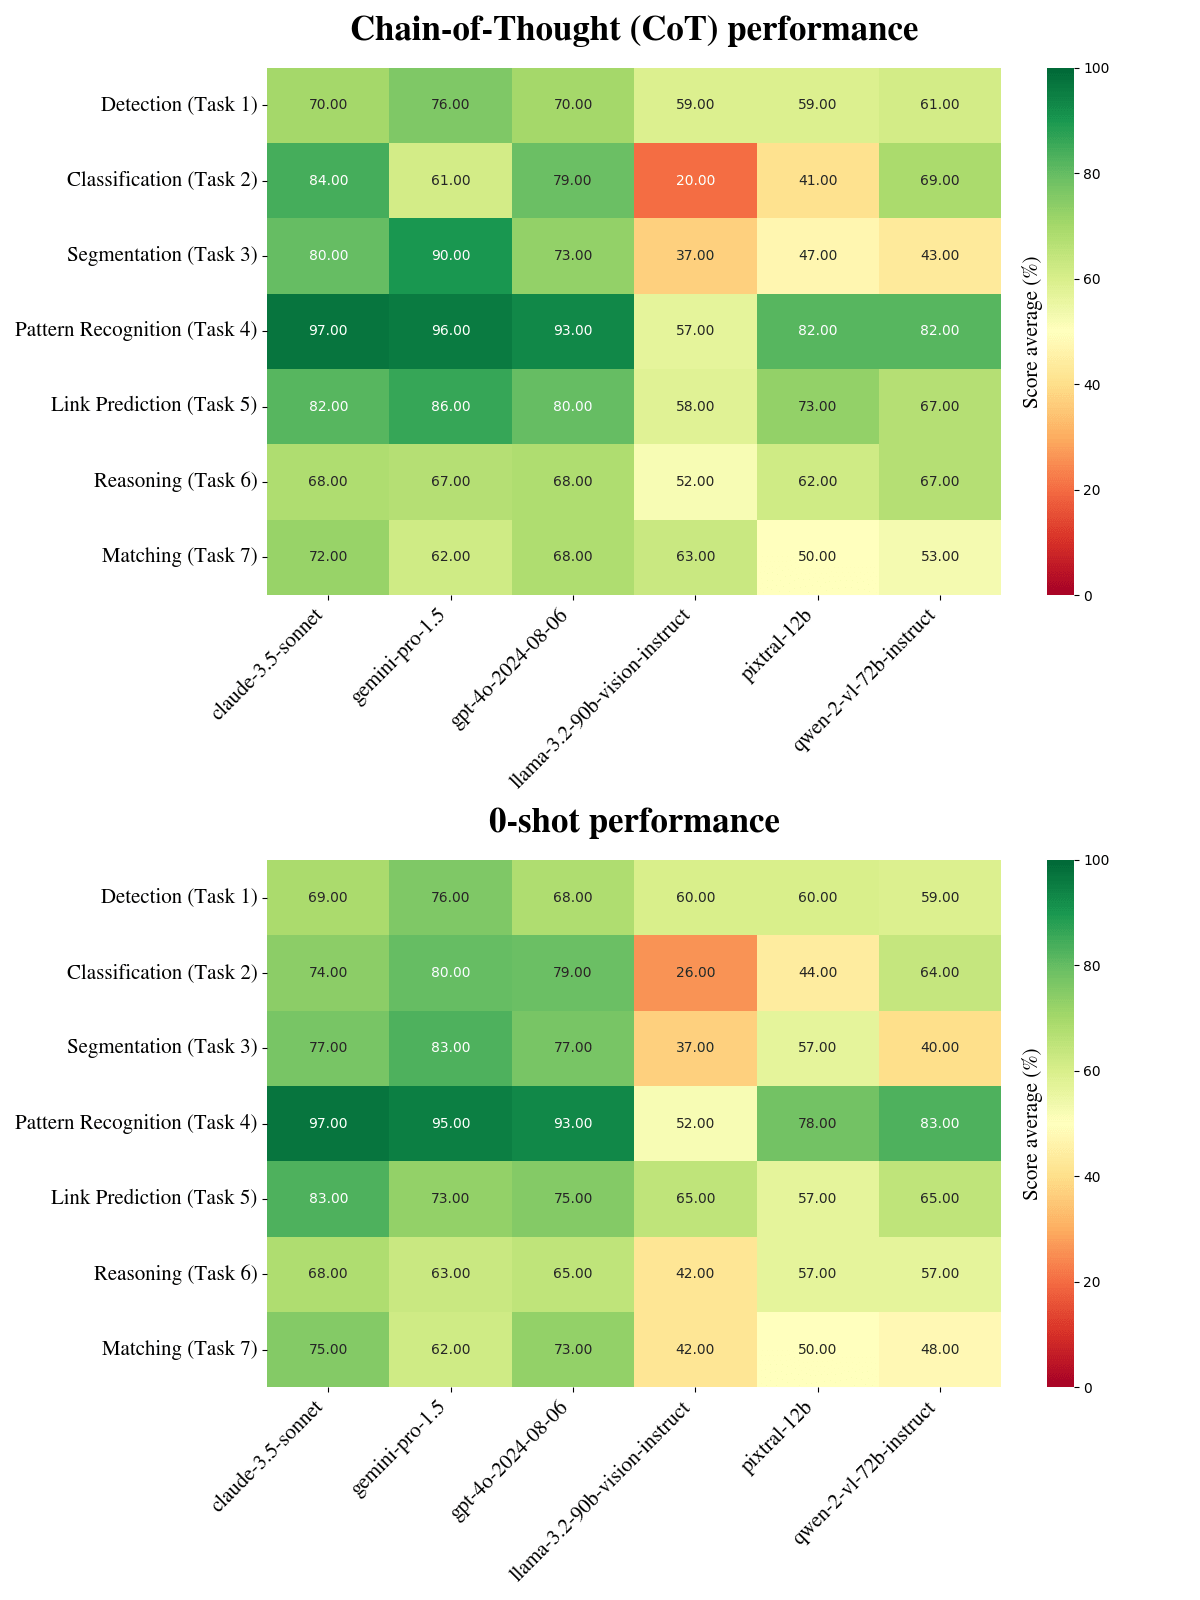 Chain-of-Thought (CoT) performance
Detection (Task 1) 70.00 76.00 70.00 59.00 59.00 61.00
Classification (Task 2) 84.00 61.00 79.00 20.00 41.00 69.00
Segmentation (Task 3) 80.00 90.00 73.00 37.00 47.00 43.00
Pattern Recognition (Task 4) 97.00 96.00 93.00 57.00 82.00 82.00
Link Prediction (Task 5) 82.00 86.00 80.00 58.00 73.00 67.00
Reasoning (Task 6) 68.00 67.00 68.00 52.00 62.00 67.00
Matching (Task 7) 72.00 62.00 68.00 63.00 50.00 53.00
claude-3.5-sonnet
gemini-pro-1.5
gpt-4o-2024-08-06
llama-3.2-90b-vision-instruct
pixtral-12b
qwen-2-vl-72b-instruct
100
80
60
40
20
0
Score average (%)
0-shot performance
Detection (Task 1) 69.00 76.00 68.00 60.00 60.00 59.00
Classification (Task 2) 74.00 80.00 79.00 26.00 44.00 64.00
Segmentation (Task 3) 77.00 83.00 77.00 37.00 57.00 40.00
Pattern Recognition (Task 4) 97.00 95.00 93.00 52.00 78.00 83.00
Link Prediction (Task 5) 83.00 73.00 75.00 65.00 57.00 65.00
Reasoning (Task 6) 68.00 63.00 65.00 42.00 57.00 57.00
Matching (Task 7) 75.00 62.00 73.00 42.00 50.00 48.00
claude-3.5-sonnet
gemini-pro-1.5
gpt-4o-2024-08-06
llama-3.2-90b-vision-instruct
pixtral-12b
qwen-2-vl-72b-instruct
100
80
60
40
20
0
Score average (%)